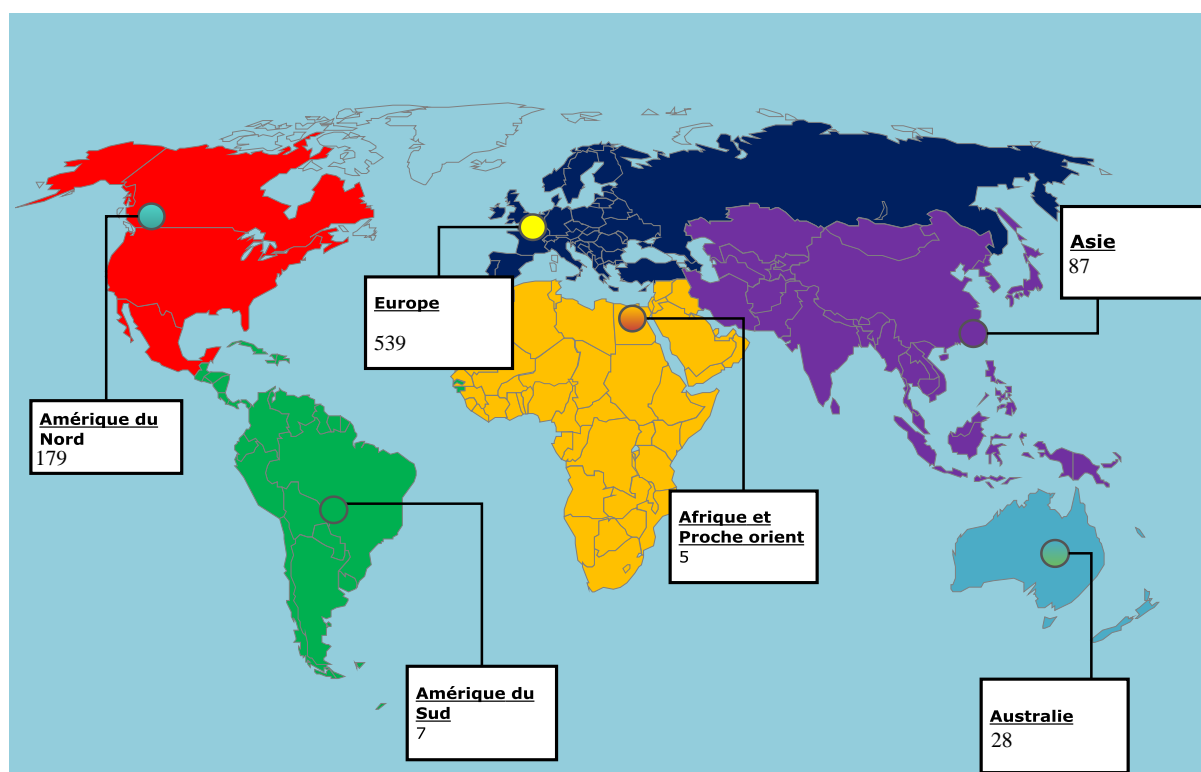 Asie
87
Europe
539
Amérique du
Nord
179
Afrique et
Proche orient
5
Amérique du
Sud
7
Australie
28